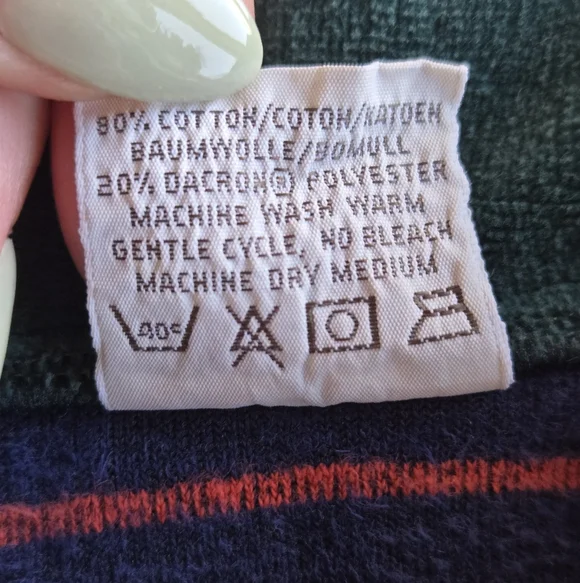 80% COTTON/COTON/KATOEN
BAUMWOLLE/BOMULL
20% DACRON® POLYESTER
MACHINE WASH WARM
GENTLE CYCLE, NO BLEACH
MACHINE DRY MEDIUM
40c